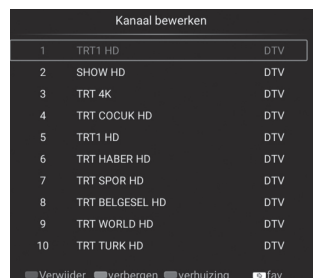 Kanaal bewerken
1 TRT1 HD DTV
2 SHOW HD DTV
3 TRT 4K DTV
4 TRT COCUK HD DTV
5 TRT1 HD DTV
6 TRT HABER HD DTV
7 TRT SPOR HD DTV
8 TRT BELGESEL HD DTV
9 TRT WORLD HD DTV
10 TRT TURK HD DTV
Verwijder verbergen verhuizing fav